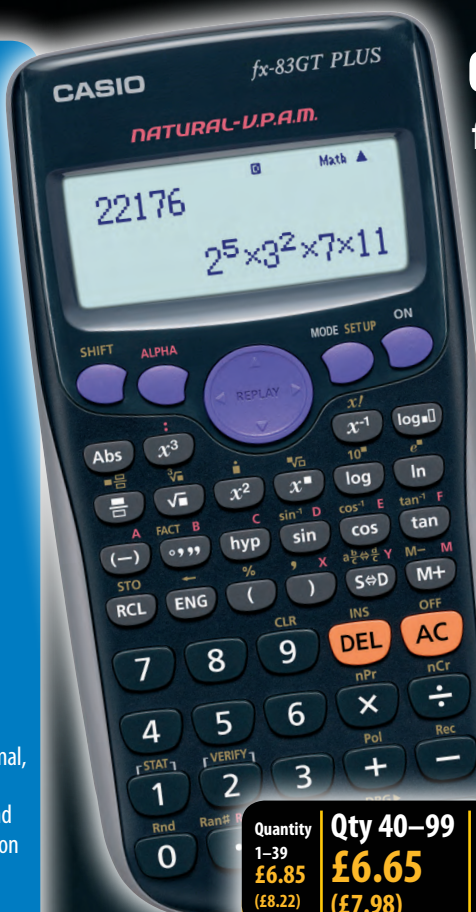 CASIO fx-83GT PLUS
NATURAL-V.P.A.M.
D Math ▲
22176
2⁵×3²×7×11
SHIFT ALPHA MODE SETUP ON
REPLAY
: x! 
Abs x³ x⁻¹ log■▯
■■/■ ³√■ ■ ■√▫ 10■ e■
√■ x² x■ log ln
A FACT B C sin⁻¹ D cos⁻¹ E tan⁻¹ F
(−) °,,, hyp sin cos tan
STO ← % , X a b/c⇔d/c Y M− M
RCL ENG ( ) S⇔D M+
CLR INS OFF
7 8 9 DEL AC
nPr nCr
4 5 6 × ÷
STAT VERIFY Pol Rec
1 2 3 + −
Rnd Ran#
0
nal,
d
on
Quantity
1–39
£6.85
(£8.22)
Qty 40–99
£6.65
(£7.98)